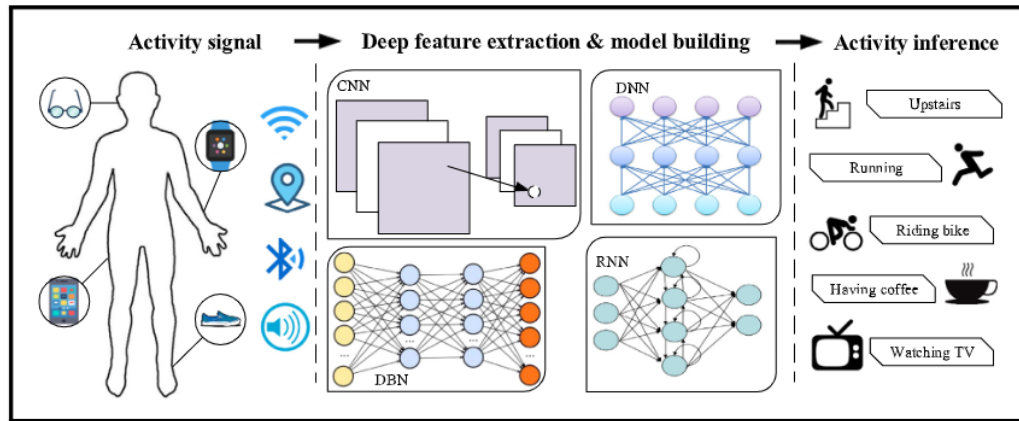 Activity signal
Deep feature extraction & model building
Activity inference
CNN
DNN
DBN
...
...
...
...
RNN
Upstairs
Running
Riding bike
Having coffee
Watching TV